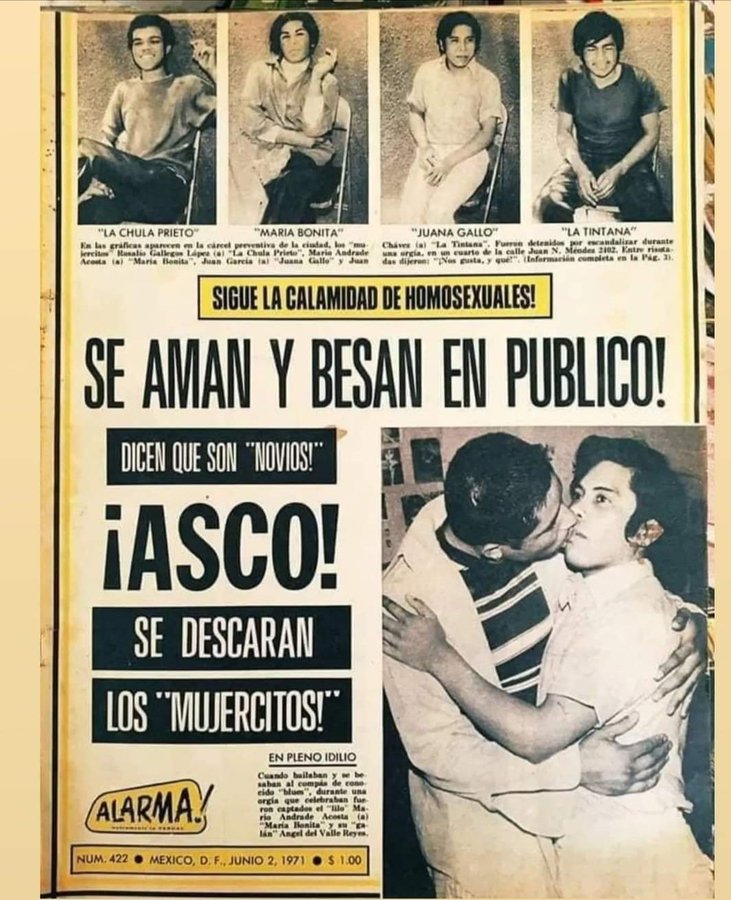 "LA CHULA PRIETO" "MARIA BONITA" "JUANA GALLO" "LA TINTANA"
En las gráficas aparecen en la cárcel preventiva de la ciudad, los "mu-
jercitos" Rosalío Gallegos López (a) "La Chula Prieto", Mario Andrade
Acosta (a) "María Bonita", Juan García (a) "Juana Gallo" y Juan
Chávez (a) "La Tintana". Fueron detenidos por escandalizar durante
una orgía, en un cuarto de la calle Juan N. Méndez 2102. Entre risota-
das dijeron: "¡Nos gusta, y qué!". (Información completa en la Pág. 3).
SIGUE LA CALAMIDAD DE HOMOSEXUALES!
SE AMAN Y BESAN EN PUBLICO!
DICEN QUE SON "NOVIOS!"
¡ASCO!
SE DESCARAN
LOS "MUJERCITOS!"
EN PLENO IDILIO
Cuando bailaban y se be-
saban al compás de cono-
cido "blues", durante una
orgía que celebraban fue-
ron captados el "lilo" Ma-
rio Andrade Acosta (a)
"María Bonita" y su "ga-
lán" Angel del Valle Reyes.
ALARMA!
NUM. 422 ● MEXICO, D. F., JUNIO 2, 1971 ● $ 1.00